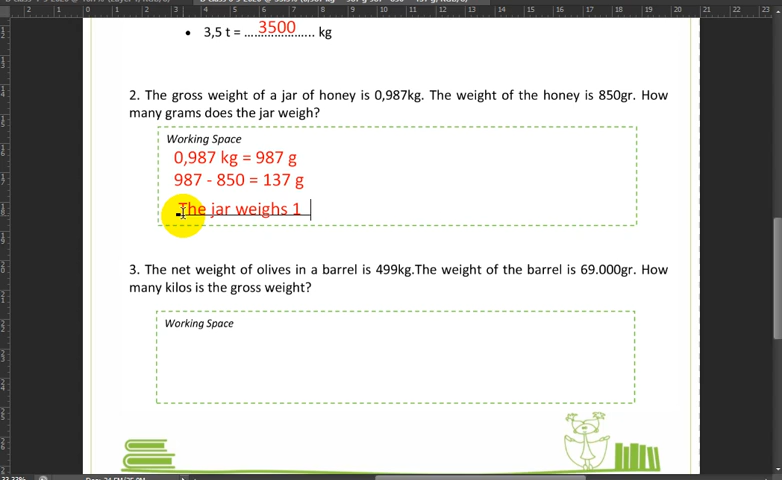 • 3,5 t = ....3500.... kg
2. The gross weight of a jar of honey is 0,987kg. The weight of the honey is 850gr. How
many grams does the jar weigh?
Working Space
0,987 kg = 987 g
987 - 850 = 137 g
The jar weighs 1
3. The net weight of olives in a barrel is 499kg.The weight of the barrel is 69.000gr. How
many kilos is the gross weight?
Working Space